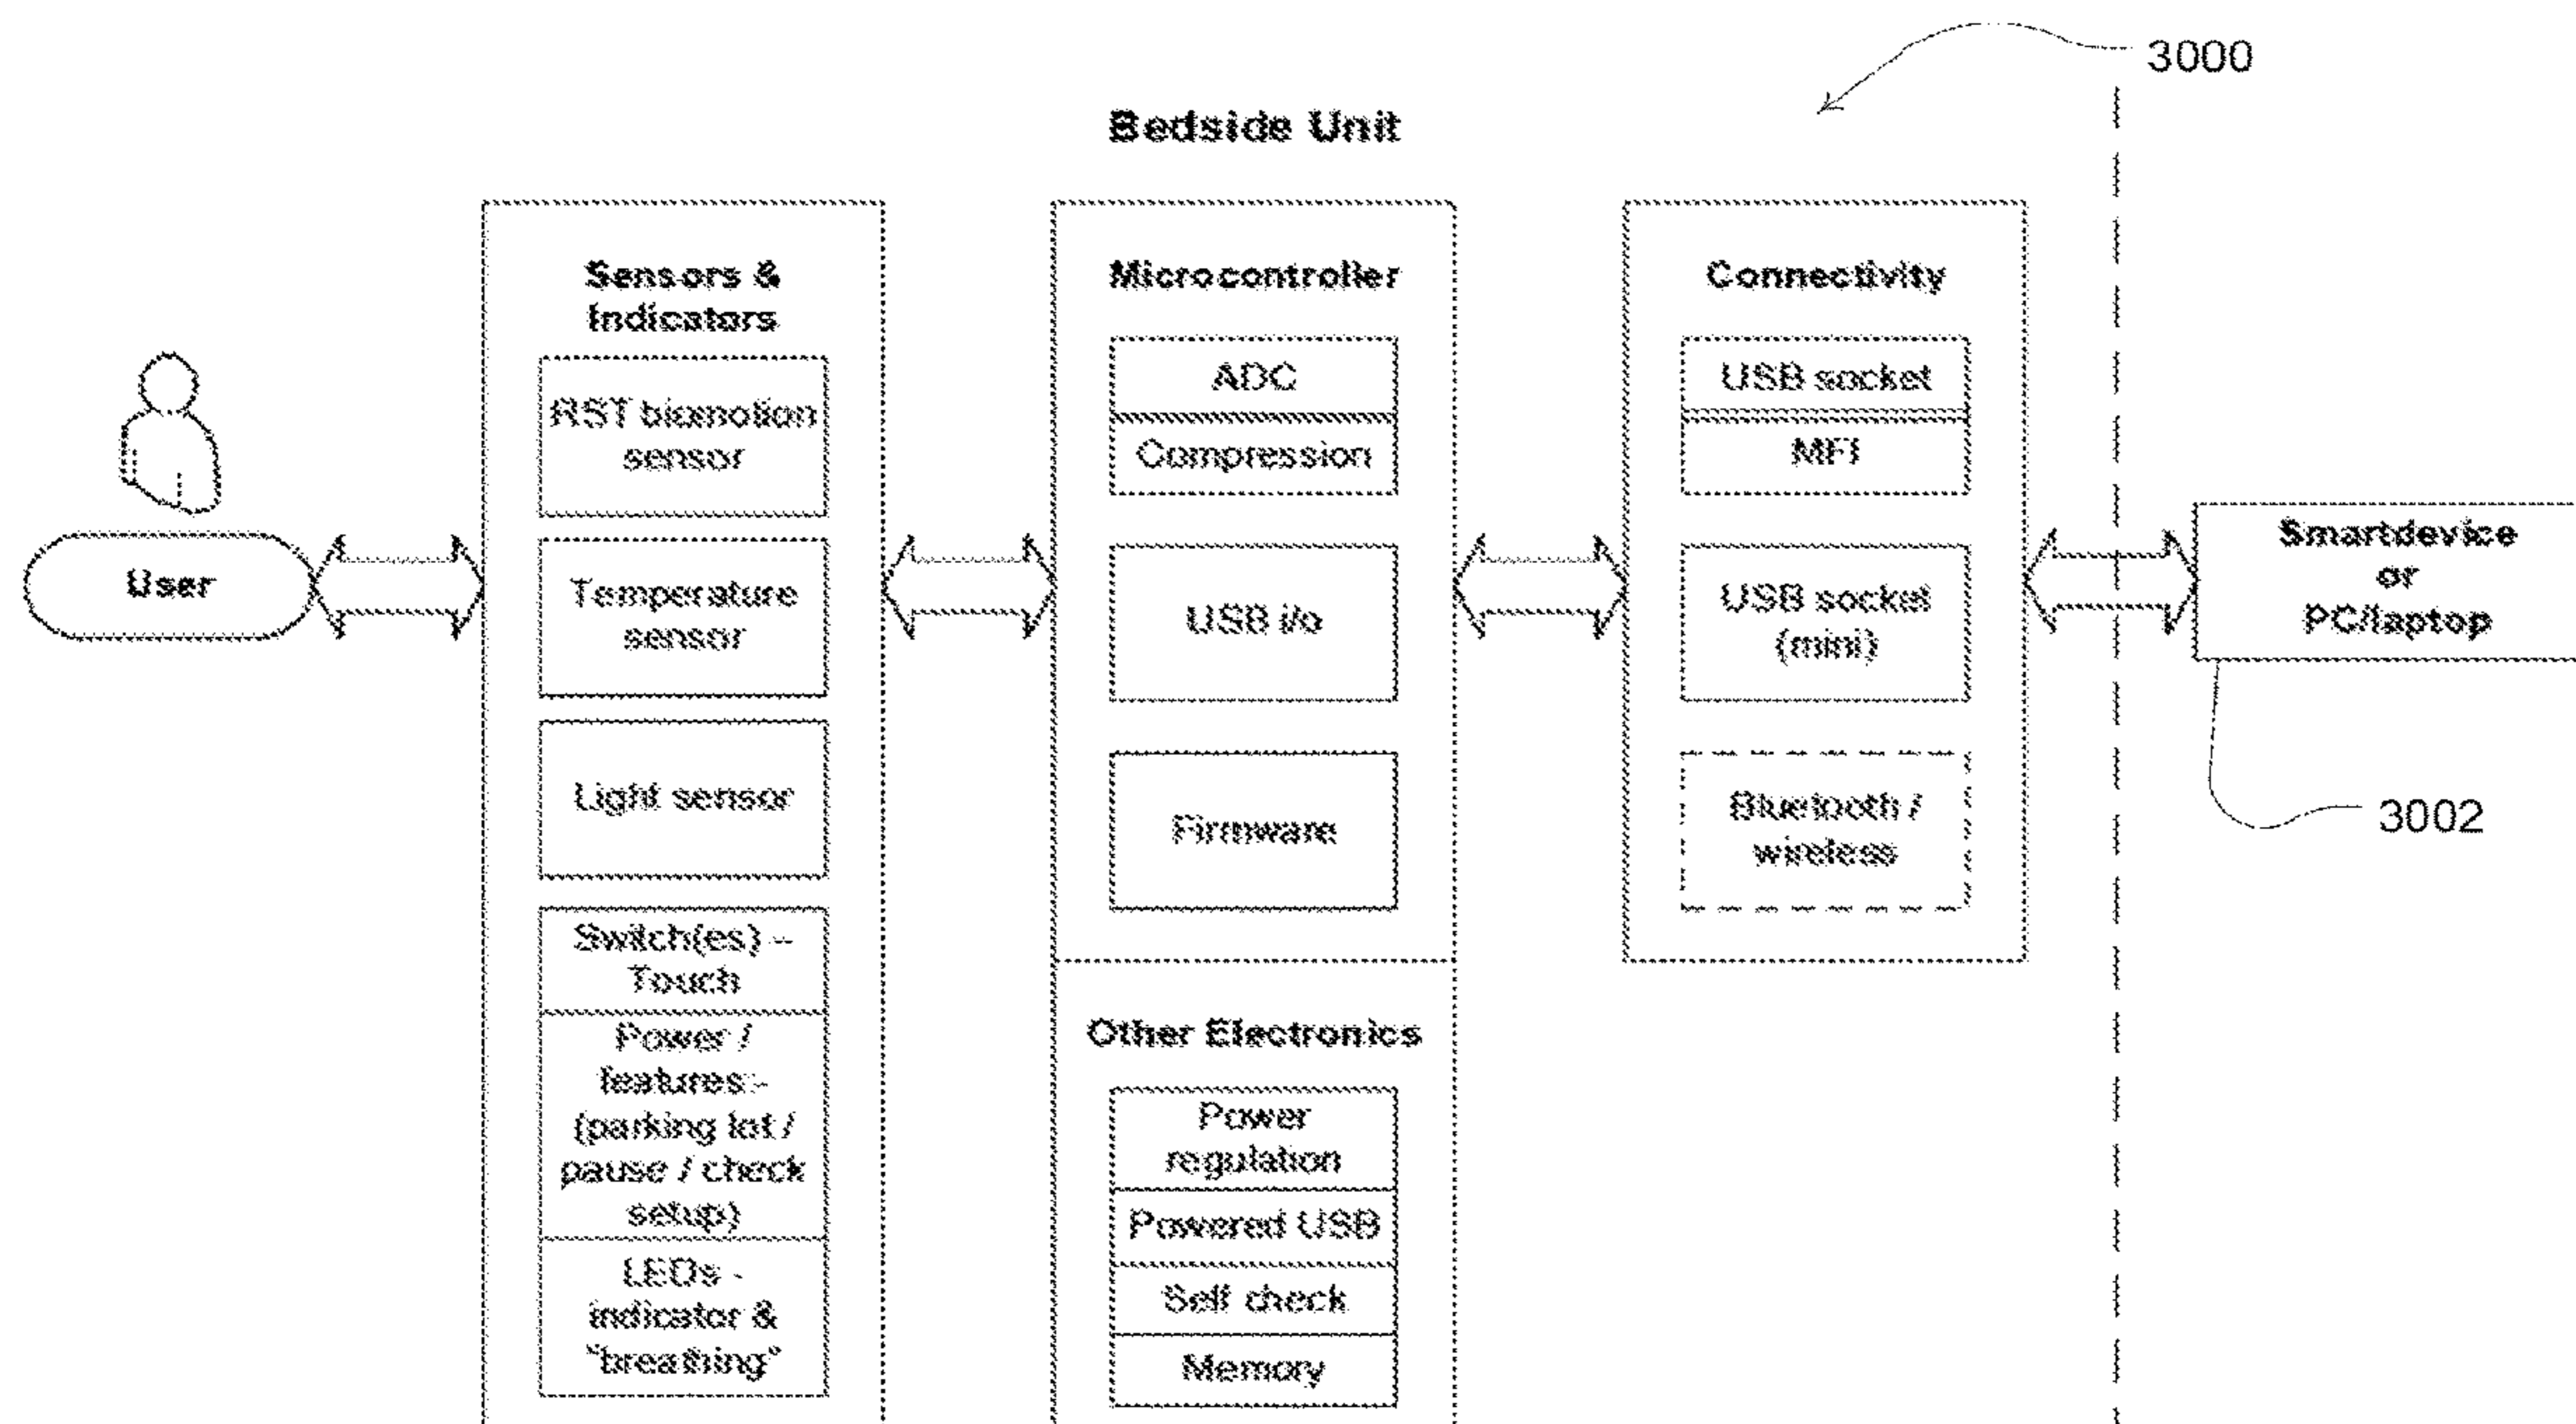 3000
Bedside Unit
Sensors &
Indicators
RST biomotion
sensor
Temperature
sensor
Light sensor
Switch(es) –
Touch
Power /
features -
(parking lot /
pause / check
setup)
LEDs -
indicator &
"breathing"
Microcontroller
ADC
Compression
USB i/o
Firmware
Other Electronics
Power
regulation
Powered USB
Self check
Memory
Connectivity
USB socket
MFI
USB socket
(mini)
Bluetooth /
wireless
User
Smartdevice
or
PC/laptop
3002